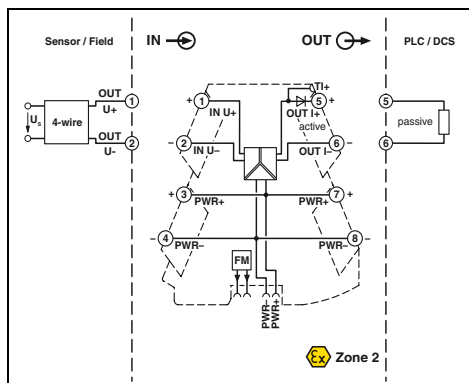 Sensor / Field
IN
OUT
PLC / DCS
OUT
U+
1
Us
4-wire
OUT
U-
2
+ 1
IN U+
TI+
5 +
OUT I+
active
− 2
IN U−
6 −
OUT I−
5
passive
6
+ 3
PWR+
7 +
PWR+
− 4
PWR−
8 −
PWR−
FM
PWR−
PWR+
Ex Zone 2